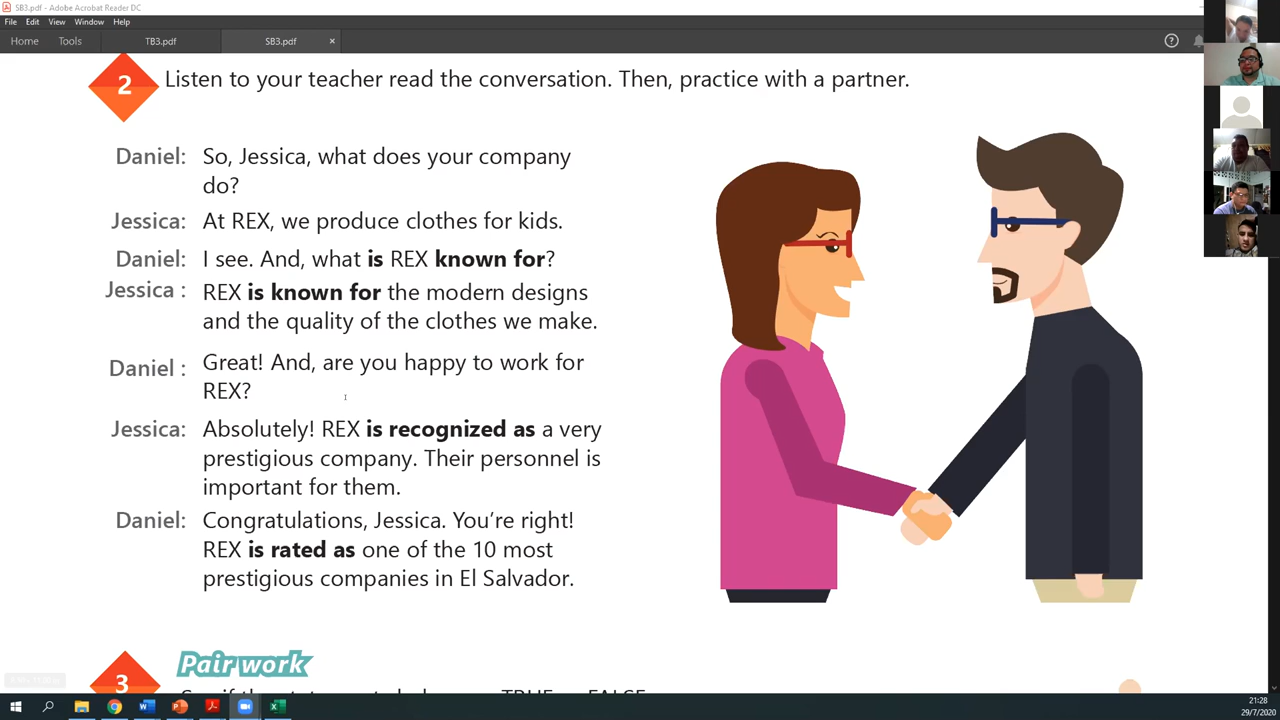 SB3.pdf - Adobe Acrobat Reader DC
File Edit View Window Help
Home Tools TB3.pdf SB3.pdf ×
2 Listen to your teacher read the conversation. Then, practice with a partner.
Daniel: So, Jessica, what does your company
do?
Jessica: At REX, we produce clothes for kids.
Daniel: I see. And, what is REX known for?
Jessica : REX is known for the modern designs
and the quality of the clothes we make.
Daniel : Great! And, are you happy to work for
REX?
Jessica: Absolutely! REX is recognized as a very
prestigious company. Their personnel is
important for them.
Daniel: Congratulations, Jessica. You're right!
REX is rated as one of the 10 most
prestigious companies in El Salvador.
Pair work
3
21:28
29/7/2020